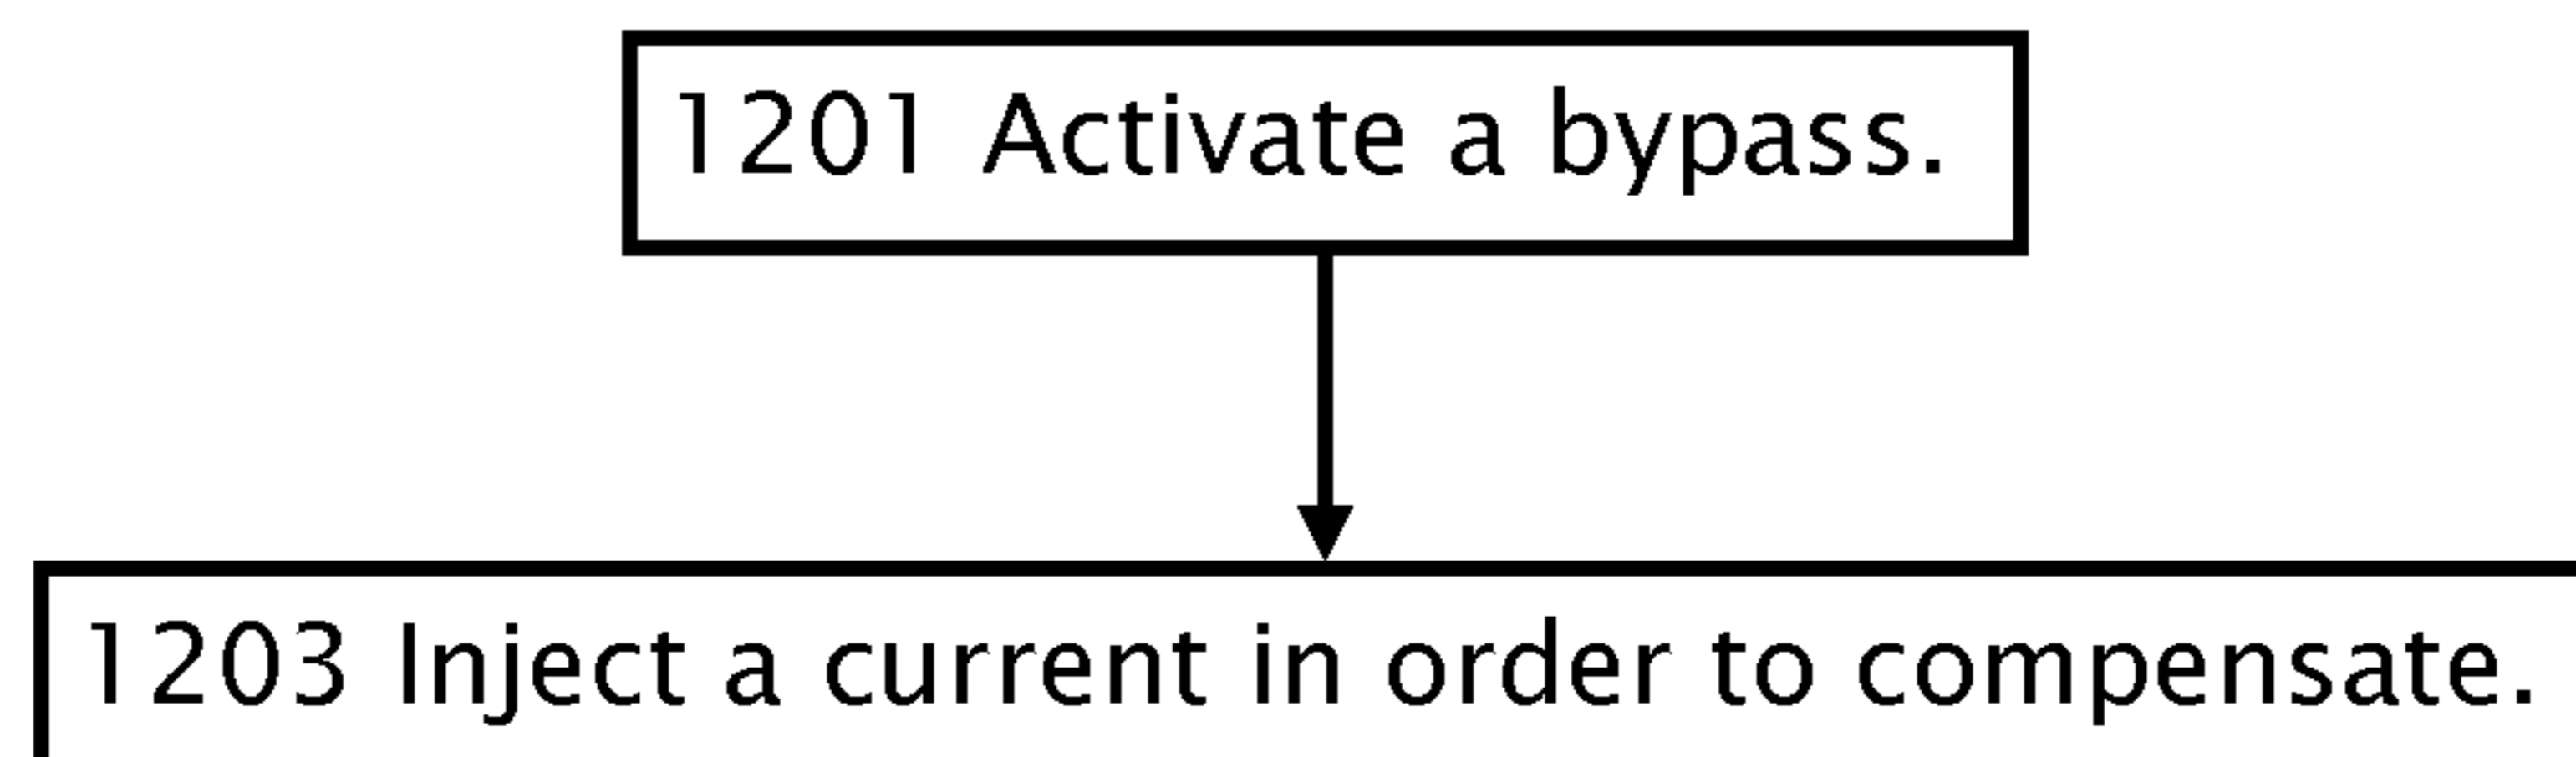 1201 Activate a bypass.
1203 Inject a current in order to compensate.